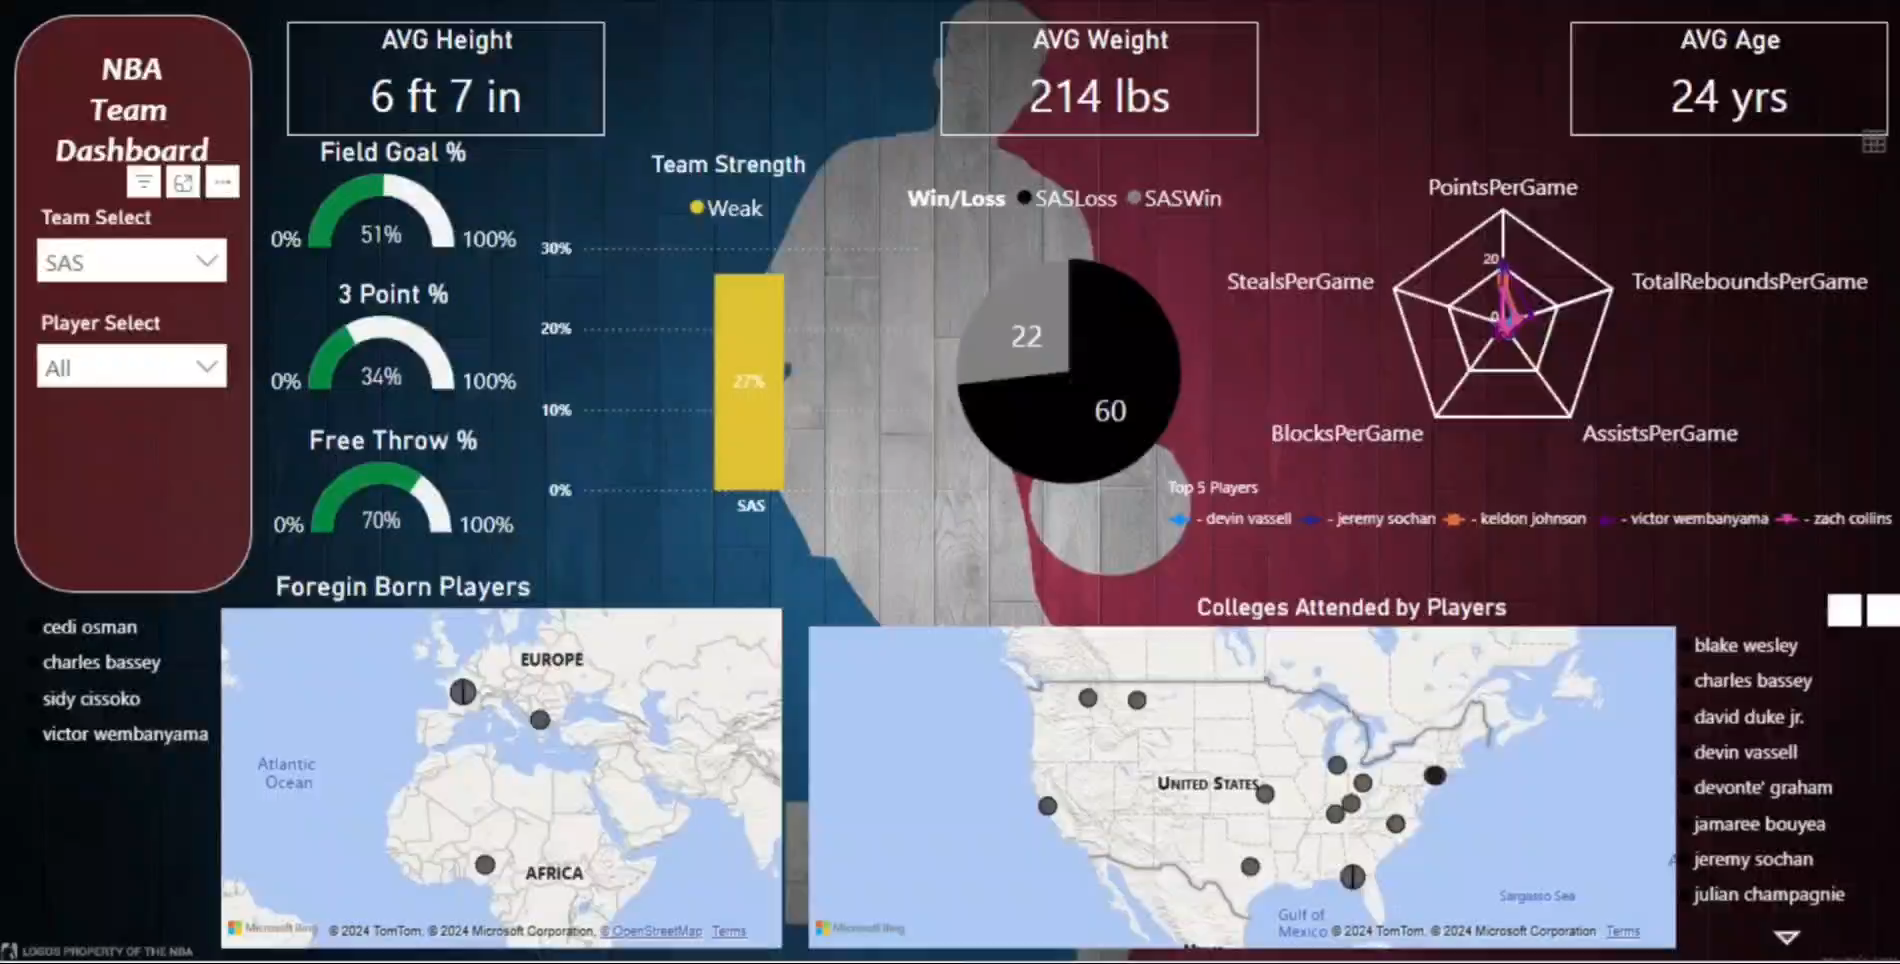 NBA
Team
Dashboard
Team Select
SAS
Player Select
All
AVG Height
6 ft 7 in
AVG Weight
214 lbs
AVG Age
24 yrs
Field Goal %
0%
51%
100%
3 Point %
0%
34%
100%
Free Throw %
0%
70%
100%
Team Strength
Weak
30%
20%
10%
0%
27%
SAS
Win/Loss SASLoss SASWin
22
60
PointsPerGame
StealsPerGame
20
0
TotalReboundsPerGame
BlocksPerGame
AssistsPerGame
Top 5 Players
- devin vassell - jeremy sochan - keldon johnson - victor wembanyama - zach collins
Foregin Born Players
cedi osman
charles bassey
sidy cissoko
victor wembanyama
EUROPE
Atlantic
Ocean
AFRICA
Microsoft Bing
© 2024 TomTom, © 2024 Microsoft Corporation, © OpenStreetMap Terms
Colleges Attended by Players
UNITED STATES
Sargasso Sea
Gulf of
Mexico
Microsoft Bing
© 2024 TomTom, © 2024 Microsoft Corporation Terms
blake wesley
charles bassey
david duke jr.
devin vassell
devonte' graham
jamaree bouyea
jeremy sochan
julian champagnie
LOGOS PROPERTY OF THE NBA